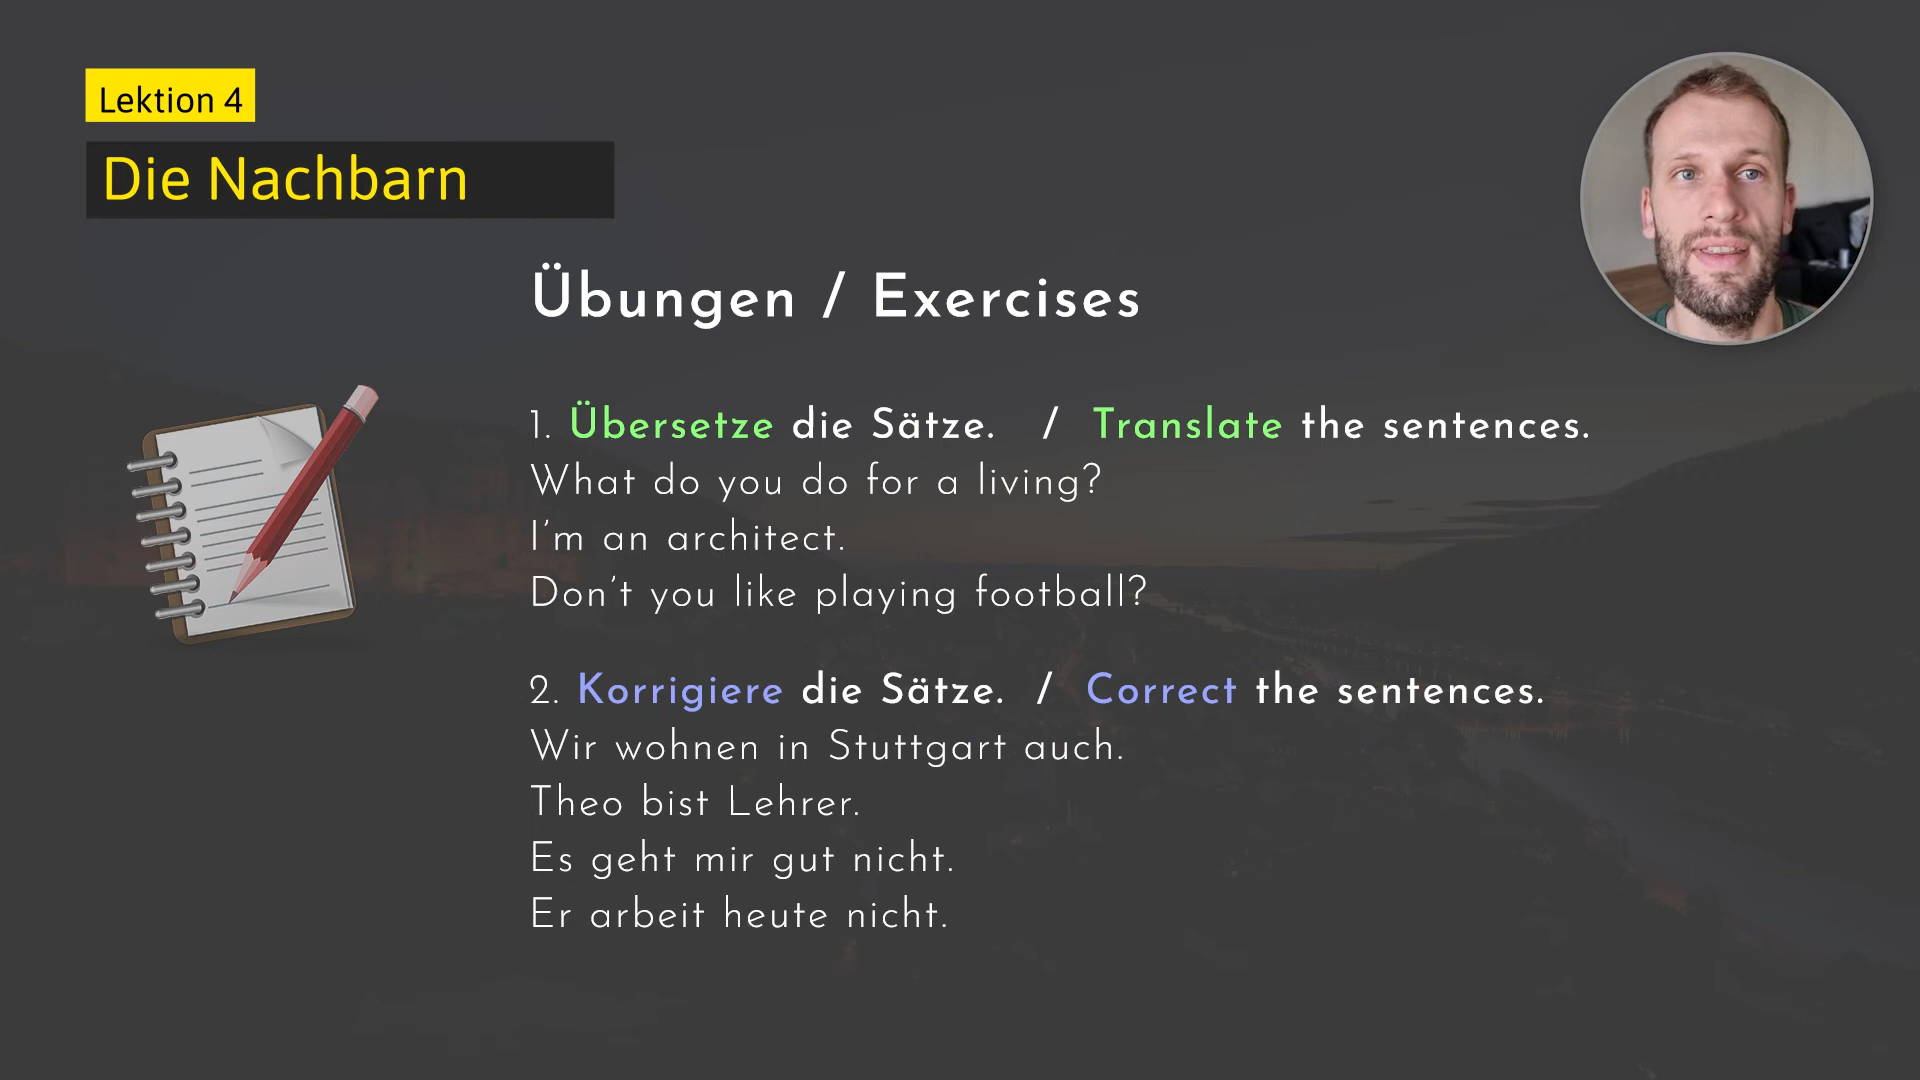 Lektion 4
Die Nachbarn
Übungen / Exercises
1. Übersetze die Sätze. / Translate the sentences.
What do you do for a living?
I'm an architect.
Don't you like playing football?
2. Korrigiere die Sätze. / Correct the sentences.
Wir wohnen in Stuttgart auch.
Theo bist Lehrer.
Es geht mir gut nicht.
Er arbeit heute nicht.